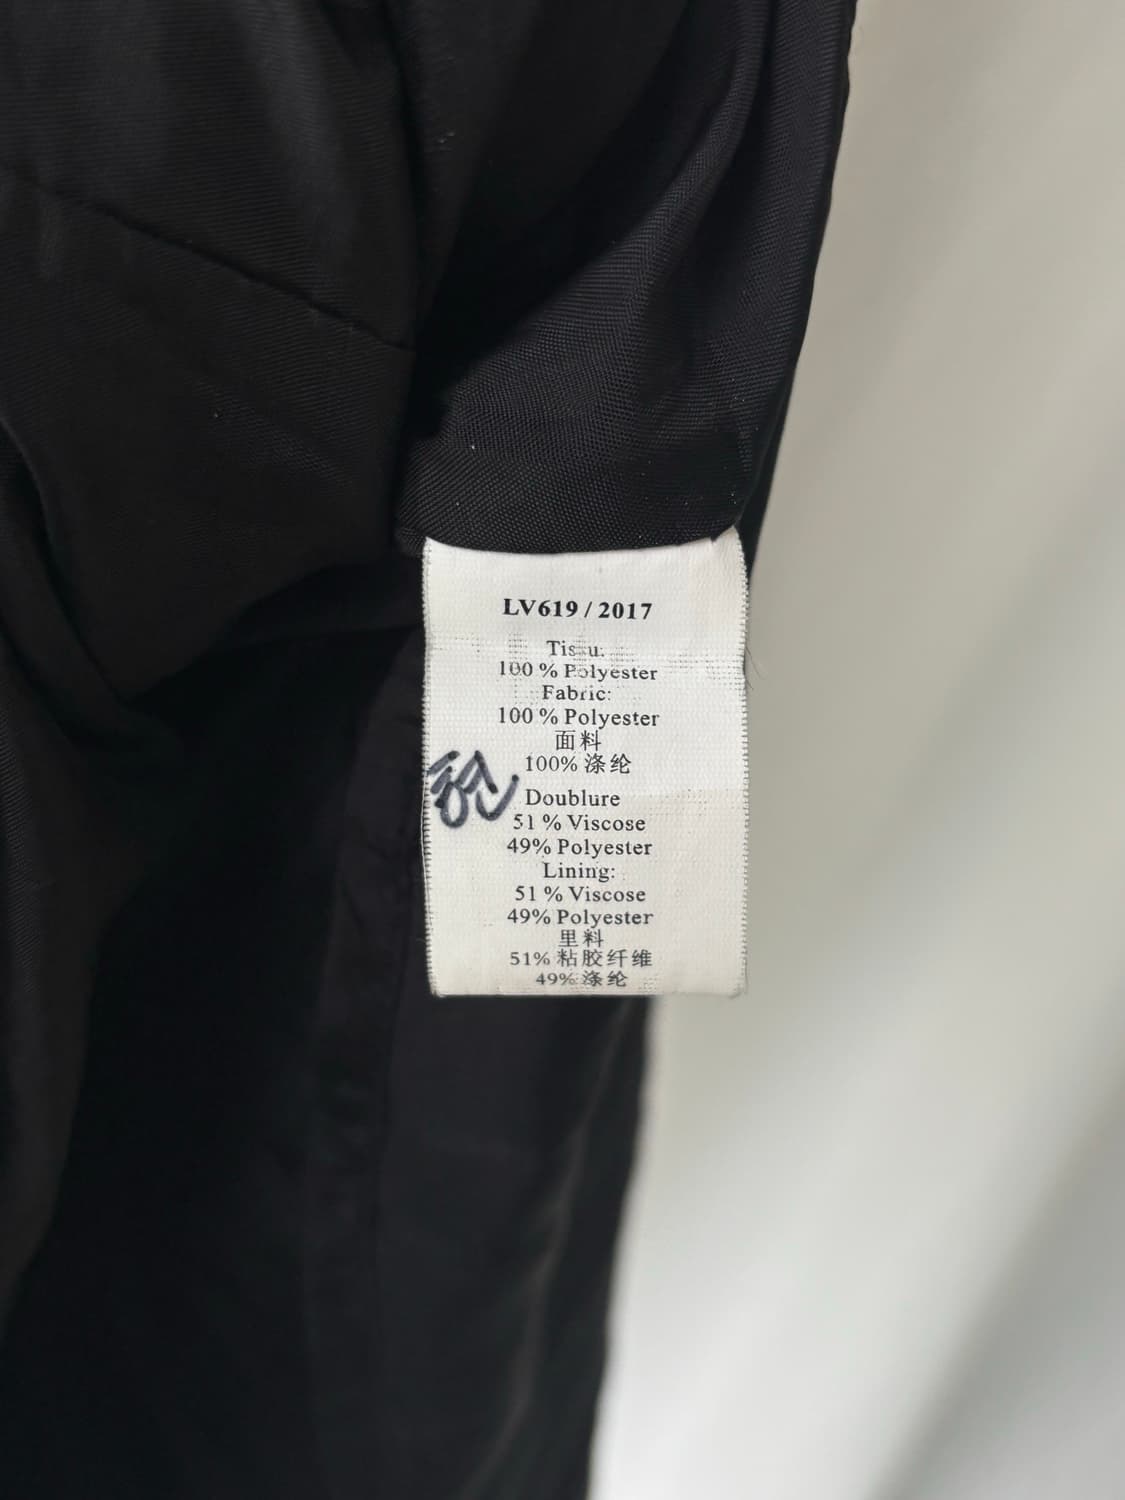 LV619 / 2017
Tissu:
100 % Polyester
Fabric:
100 % Polyester
面料
100% 涤纶
Doublure
51 % Viscose
49% Polyester
Lining:
51 % Viscose
49% Polyester
里料
51% 粘胶纤维
49% 涤纶